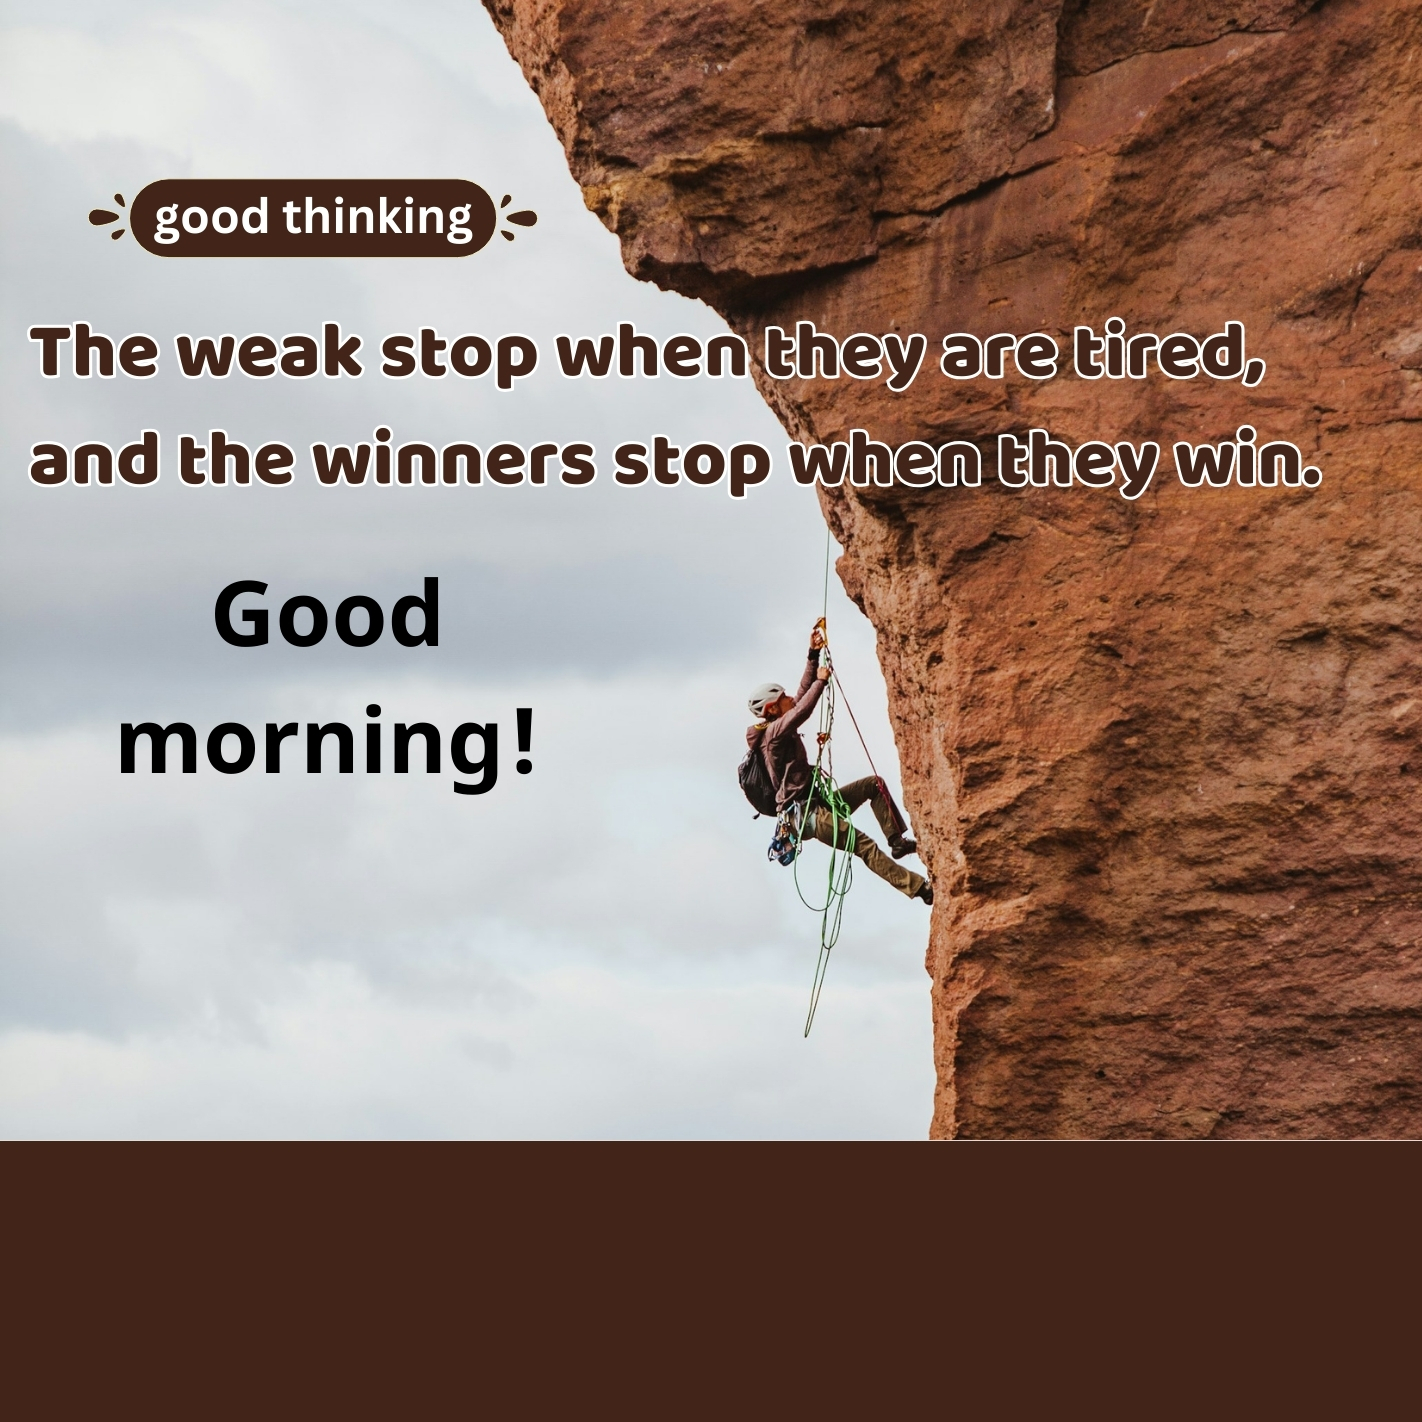 good thinking
The weak stop when they are tired,
and the winners stop when they win.
Good
morning!